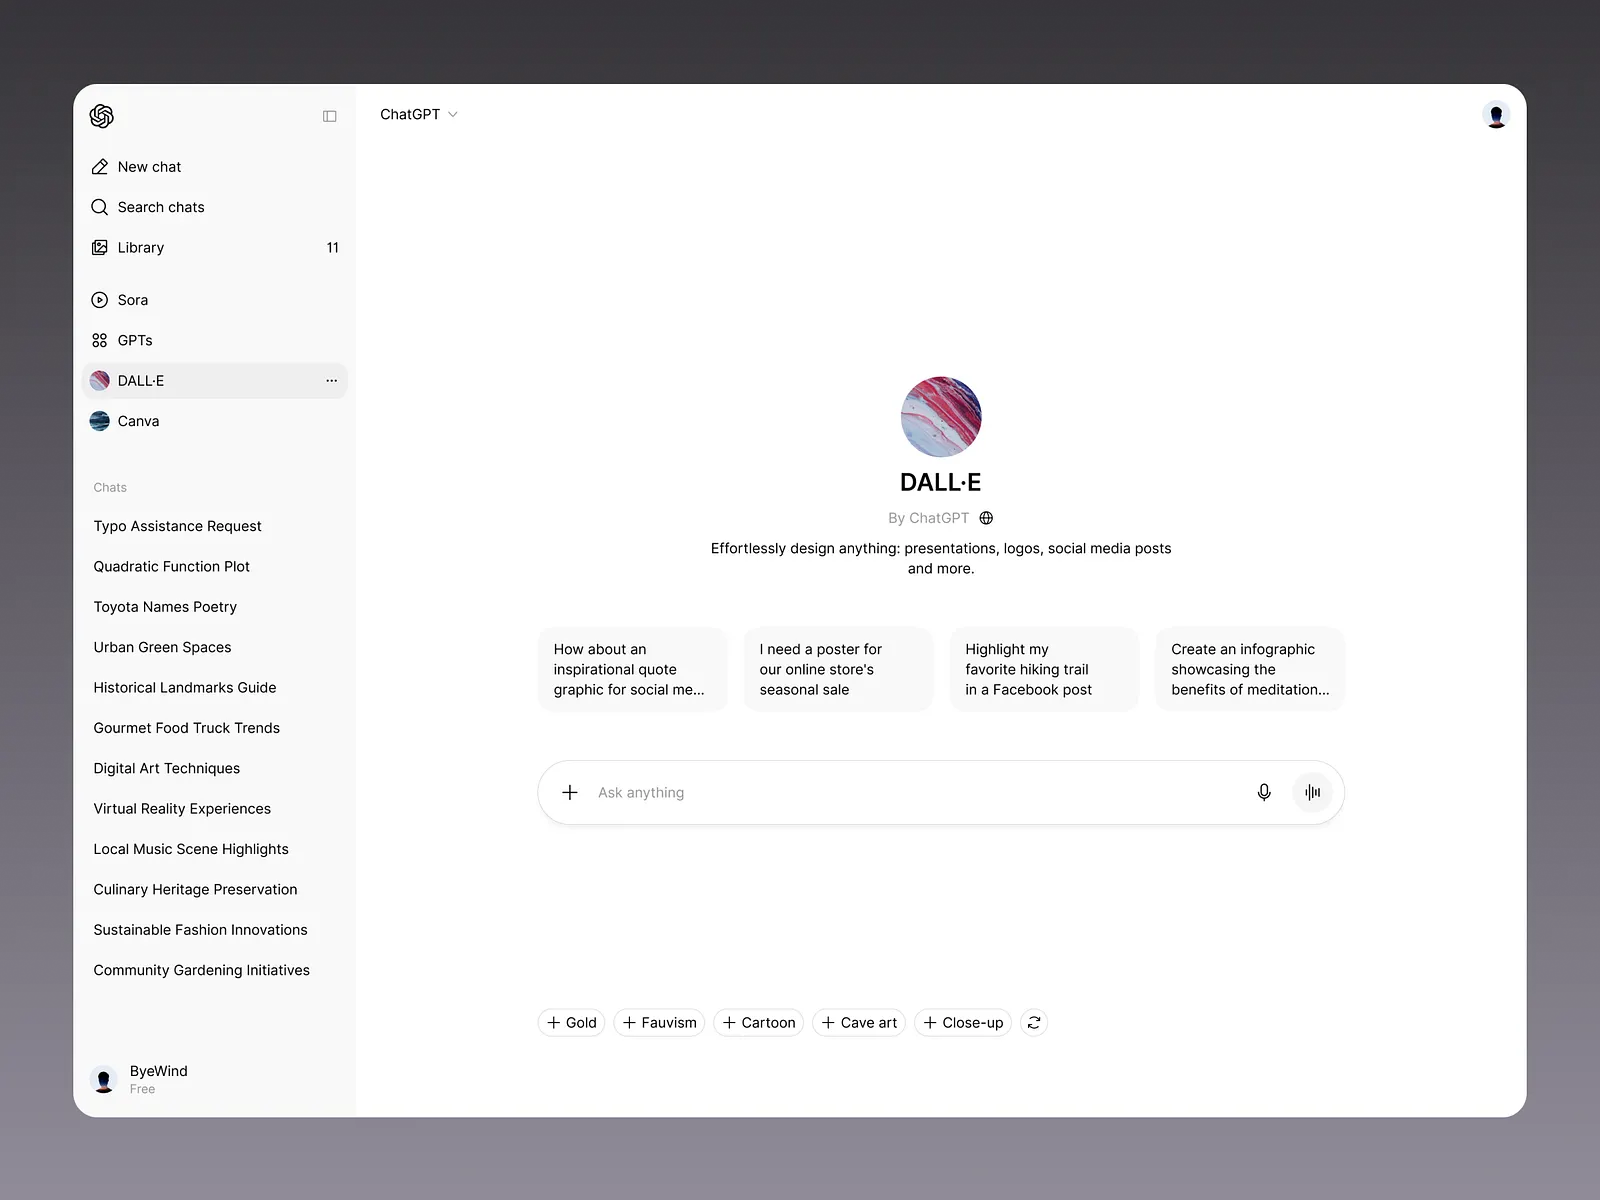 ChatGPT
New chat
Search chats
Library 11
Sora
GPTs
DALL·E
Canva
Chats
Typo Assistance Request
Quadratic Function Plot
Toyota Names Poetry
Urban Green Spaces
Historical Landmarks Guide
Gourmet Food Truck Trends
Digital Art Techniques
Virtual Reality Experiences
Local Music Scene Highlights
Culinary Heritage Preservation
Sustainable Fashion Innovations
Community Gardening Initiatives
ByeWind
Free
DALL·E
By ChatGPT
Effortlessly design anything: presentations, logos, social media posts
and more.
How about an
inspirational quote
graphic for social me...
I need a poster for
our online store's
seasonal sale
Highlight my
favorite hiking trail
in a Facebook post
Create an infographic
showcasing the
benefits of meditation...
Ask anything
Gold
Fauvism
Cartoon
Cave art
Close-up